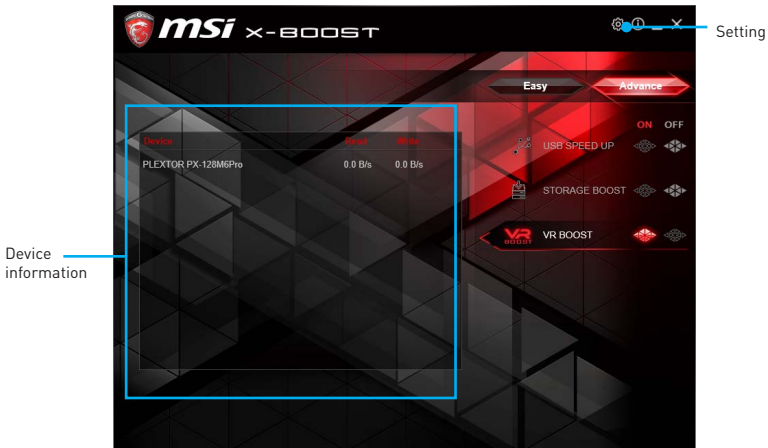 msi X-BOOST
Setting
Easy Advance
ON OFF
Device Read Write
PLEXTOR PX-128M6Pro 0.0 B/s 0.0 B/s
USB SPEED UP
STORAGE BOOST
VR BOOST VR BOOST
Device
information